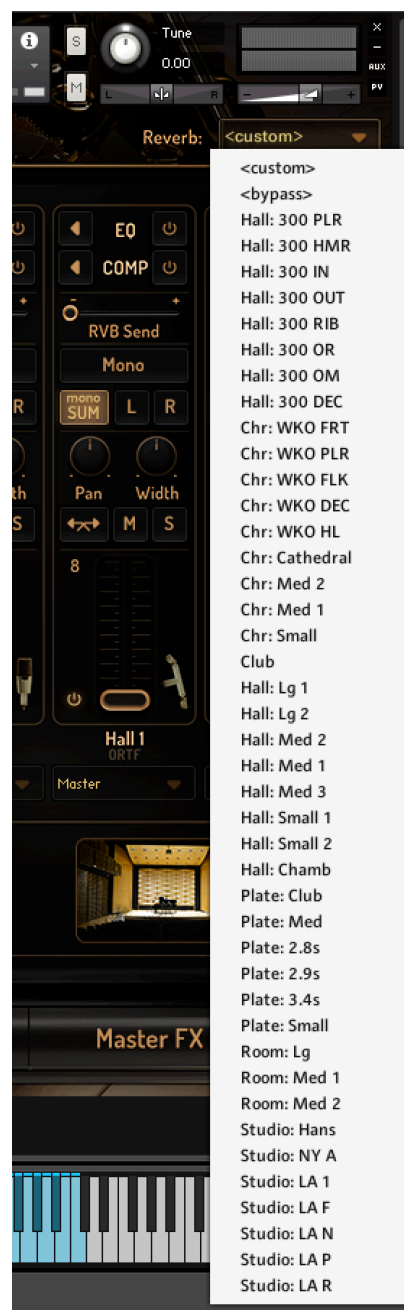 S
Tune
0.00
M
L
R
AUX
PV
Reverb:
<custom>
<custom>
<bypass>
Hall: 300 PLR
Hall: 300 HMR
Hall: 300 IN
Hall: 300 OUT
Hall: 300 RIB
Hall: 300 OR
Hall: 300 OM
Hall: 300 DEC
Chr: WKO FRT
Chr: WKO PLR
Chr: WKO FLK
Chr: WKO DEC
Chr: WKO HL
Chr: Cathedral
Chr: Med 2
Chr: Med 1
Chr: Small
Club
Hall: Lg 1
Hall: Lg 2
Hall: Med 2
Hall: Med 1
Hall: Med 3
Hall: Small 1
Hall: Small 2
Hall: Chamb
Plate: Club
Plate: Med
Plate: 2.8s
Plate: 2.9s
Plate: 3.4s
Plate: Small
Room: Lg
Room: Med 1
Room: Med 2
Studio: Hans
Studio: NY A
Studio: LA 1
Studio: LA F
Studio: LA N
Studio: LA P
Studio: LA R
EQ
COMP
RVB Send
Mono
R
mono
SUM
L
R
th
Pan
Width
S
M
S
8
Hall 1
ORTF
Master
Master FX